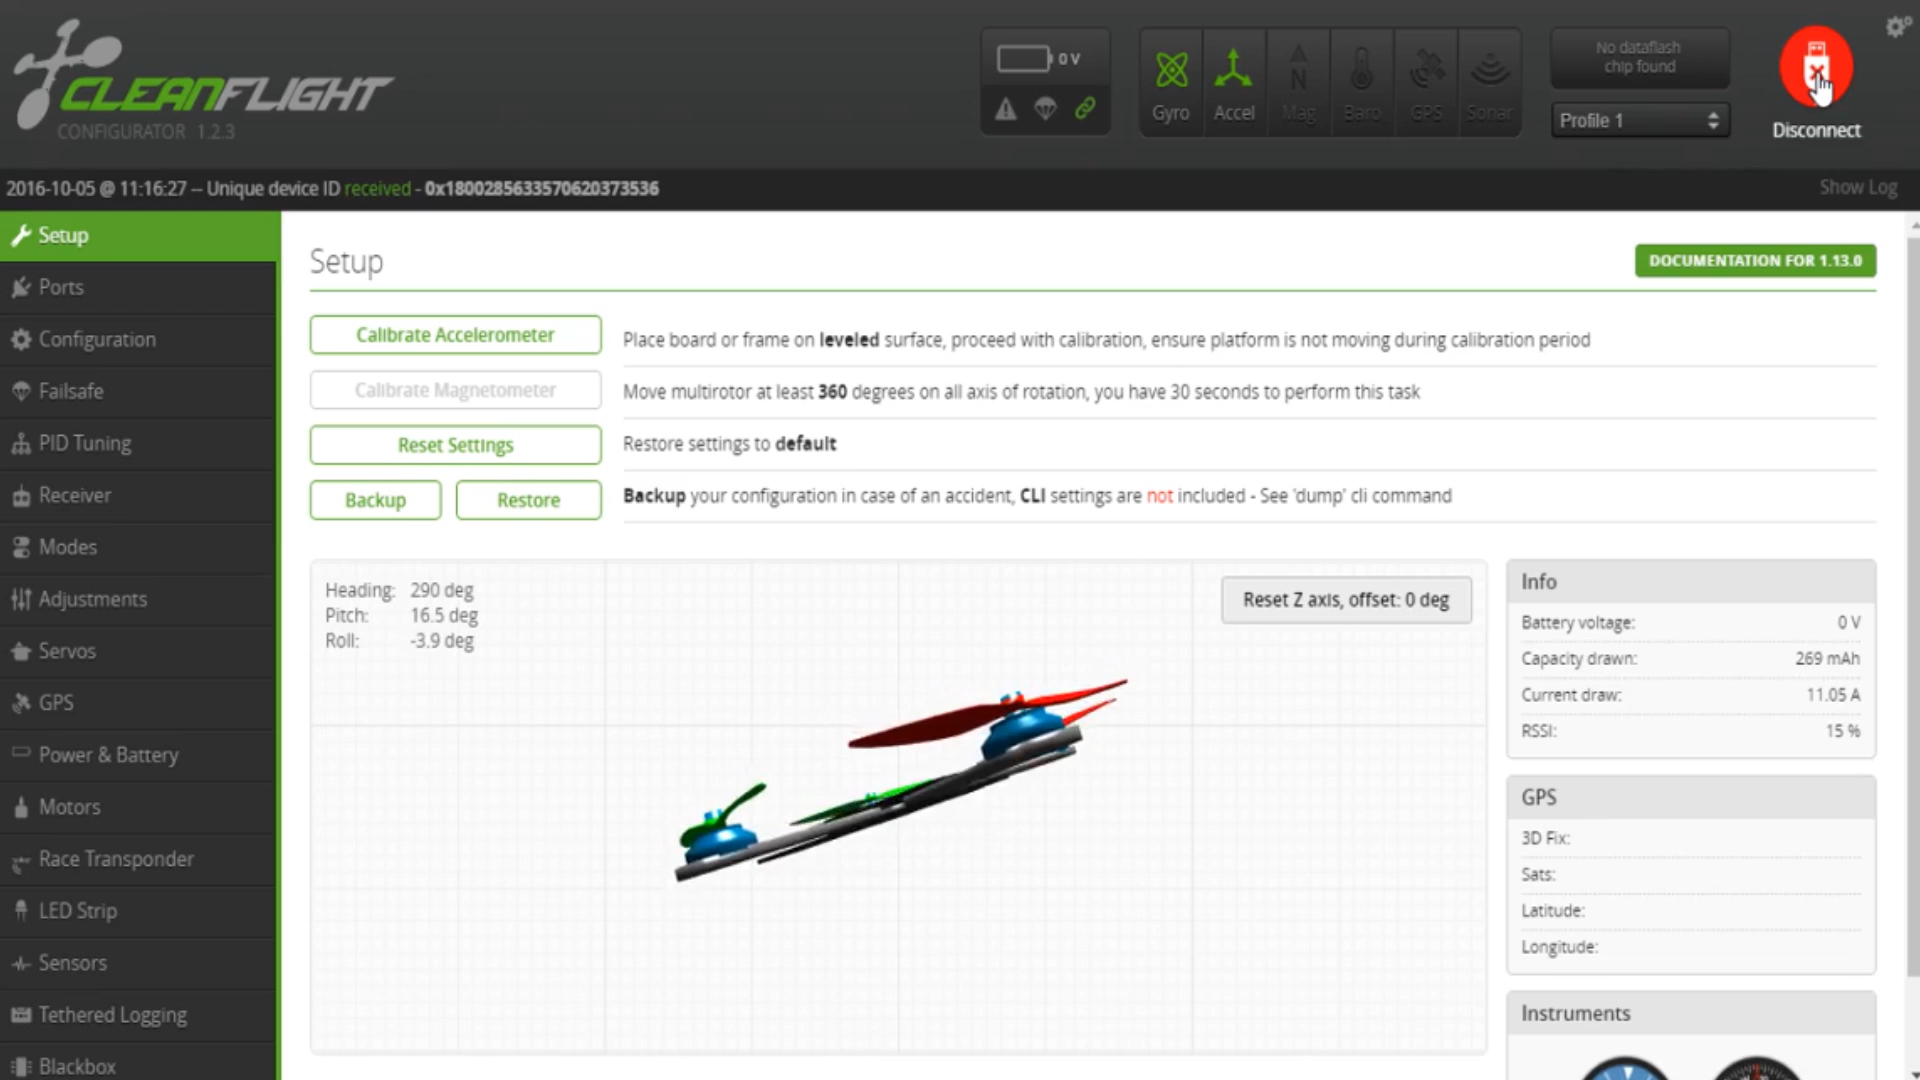 CLEANFLIGHT
CONFIGURATOR 1.2.3
0 V
Gyro
Accel
Mag
Baro
GPS
Sonar
No dataflash
chip found
Profile 1
Disconnect
2016-10-05 @ 11:16:27 -- Unique device ID received - 0x1800285633570620373536
Show Log
Setup
Ports
Configuration
Failsafe
PID Tuning
Receiver
Modes
Adjustments
Servos
GPS
Power & Battery
Motors
Race Transponder
LED Strip
Sensors
Tethered Logging
Blackbox
Setup
DOCUMENTATION FOR 1.13.0
Calibrate Accelerometer
Place board or frame on leveled surface, proceed with calibration, ensure platform is not moving during calibration period
Calibrate Magnetometer
Move multirotor at least 360 degrees on all axis of rotation, you have 30 seconds to perform this task
Reset Settings
Restore settings to default
Backup
Restore
Backup your configuration in case of an accident, CLI settings are not included - See 'dump' cli command
Heading: 290 deg
Pitch: 16.5 deg
Roll: -3.9 deg
Reset Z axis, offset: 0 deg
Info
Battery voltage: 0 V
Capacity drawn: 269 mAh
Current draw: 11.05 A
RSSI: 15 %
GPS
3D Fix:
Sats:
Latitude:
Longitude:
Instruments